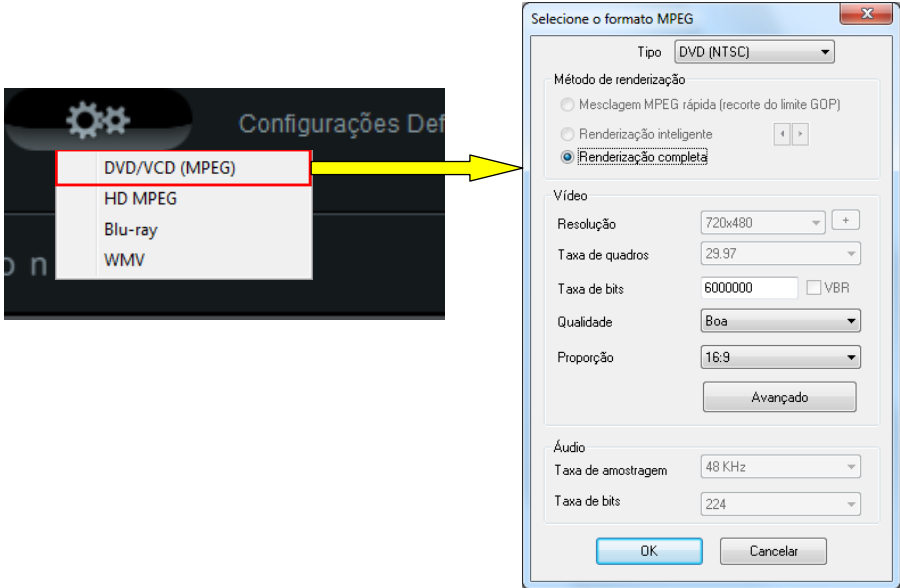 Configurações Def
DVD/VCD (MPEG)
HD MPEG
Blu-ray
WMV
o n
Selecione o formato MPEG
Tipo DVD (NTSC)
Método de renderização
Mesclagem MPEG rápida (recorte do limite GOP)
Renderização inteligente
Renderização completa
Vídeo
Resolução 720x480 +
Taxa de quadros 29.97
Taxa de bits 6000000 VBR
Qualidade Boa
Proporção 16:9
Avançado
Áudio
Taxa de amostragem 48 KHz
Taxa de bits 224
OK Cancelar